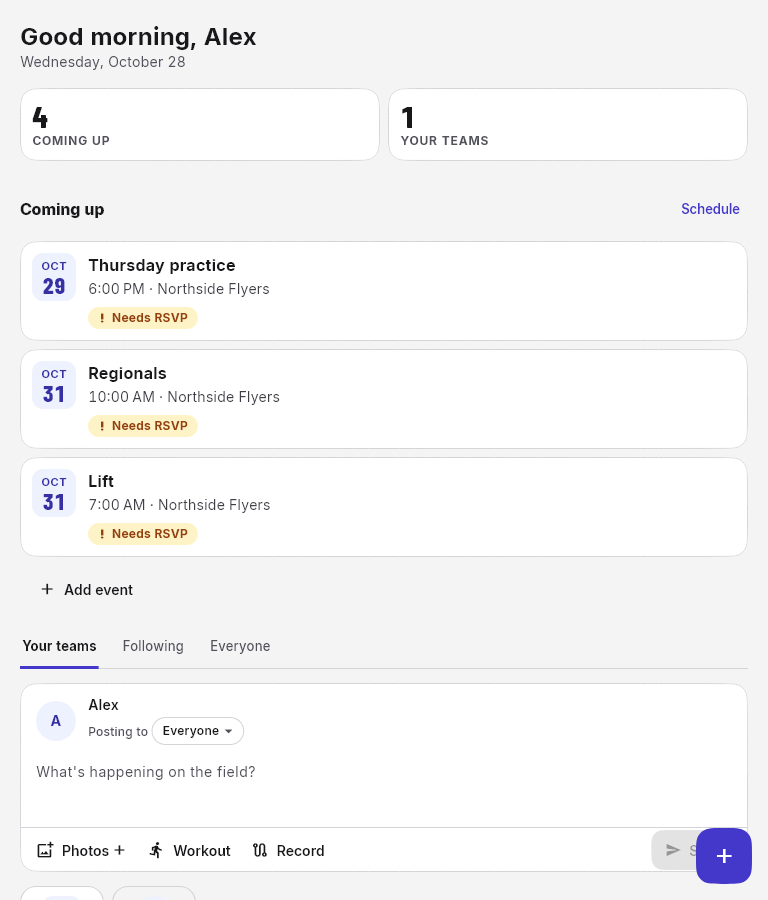 Good morning, Alex
Wednesday, October 28
4
COMING UP
1
YOUR TEAMS
Coming up
Schedule
OCT
29
Thursday practice
6:00 PM · Northside Flyers
! Needs RSVP
OCT
31
Regionals
10:00 AM · Northside Flyers
! Needs RSVP
OCT
31
Lift
7:00 AM · Northside Flyers
! Needs RSVP
+ Add event
Your teams
Following
Everyone
A
Alex
Posting to Everyone
What's happening on the field?
Photos +
Workout
Record
+